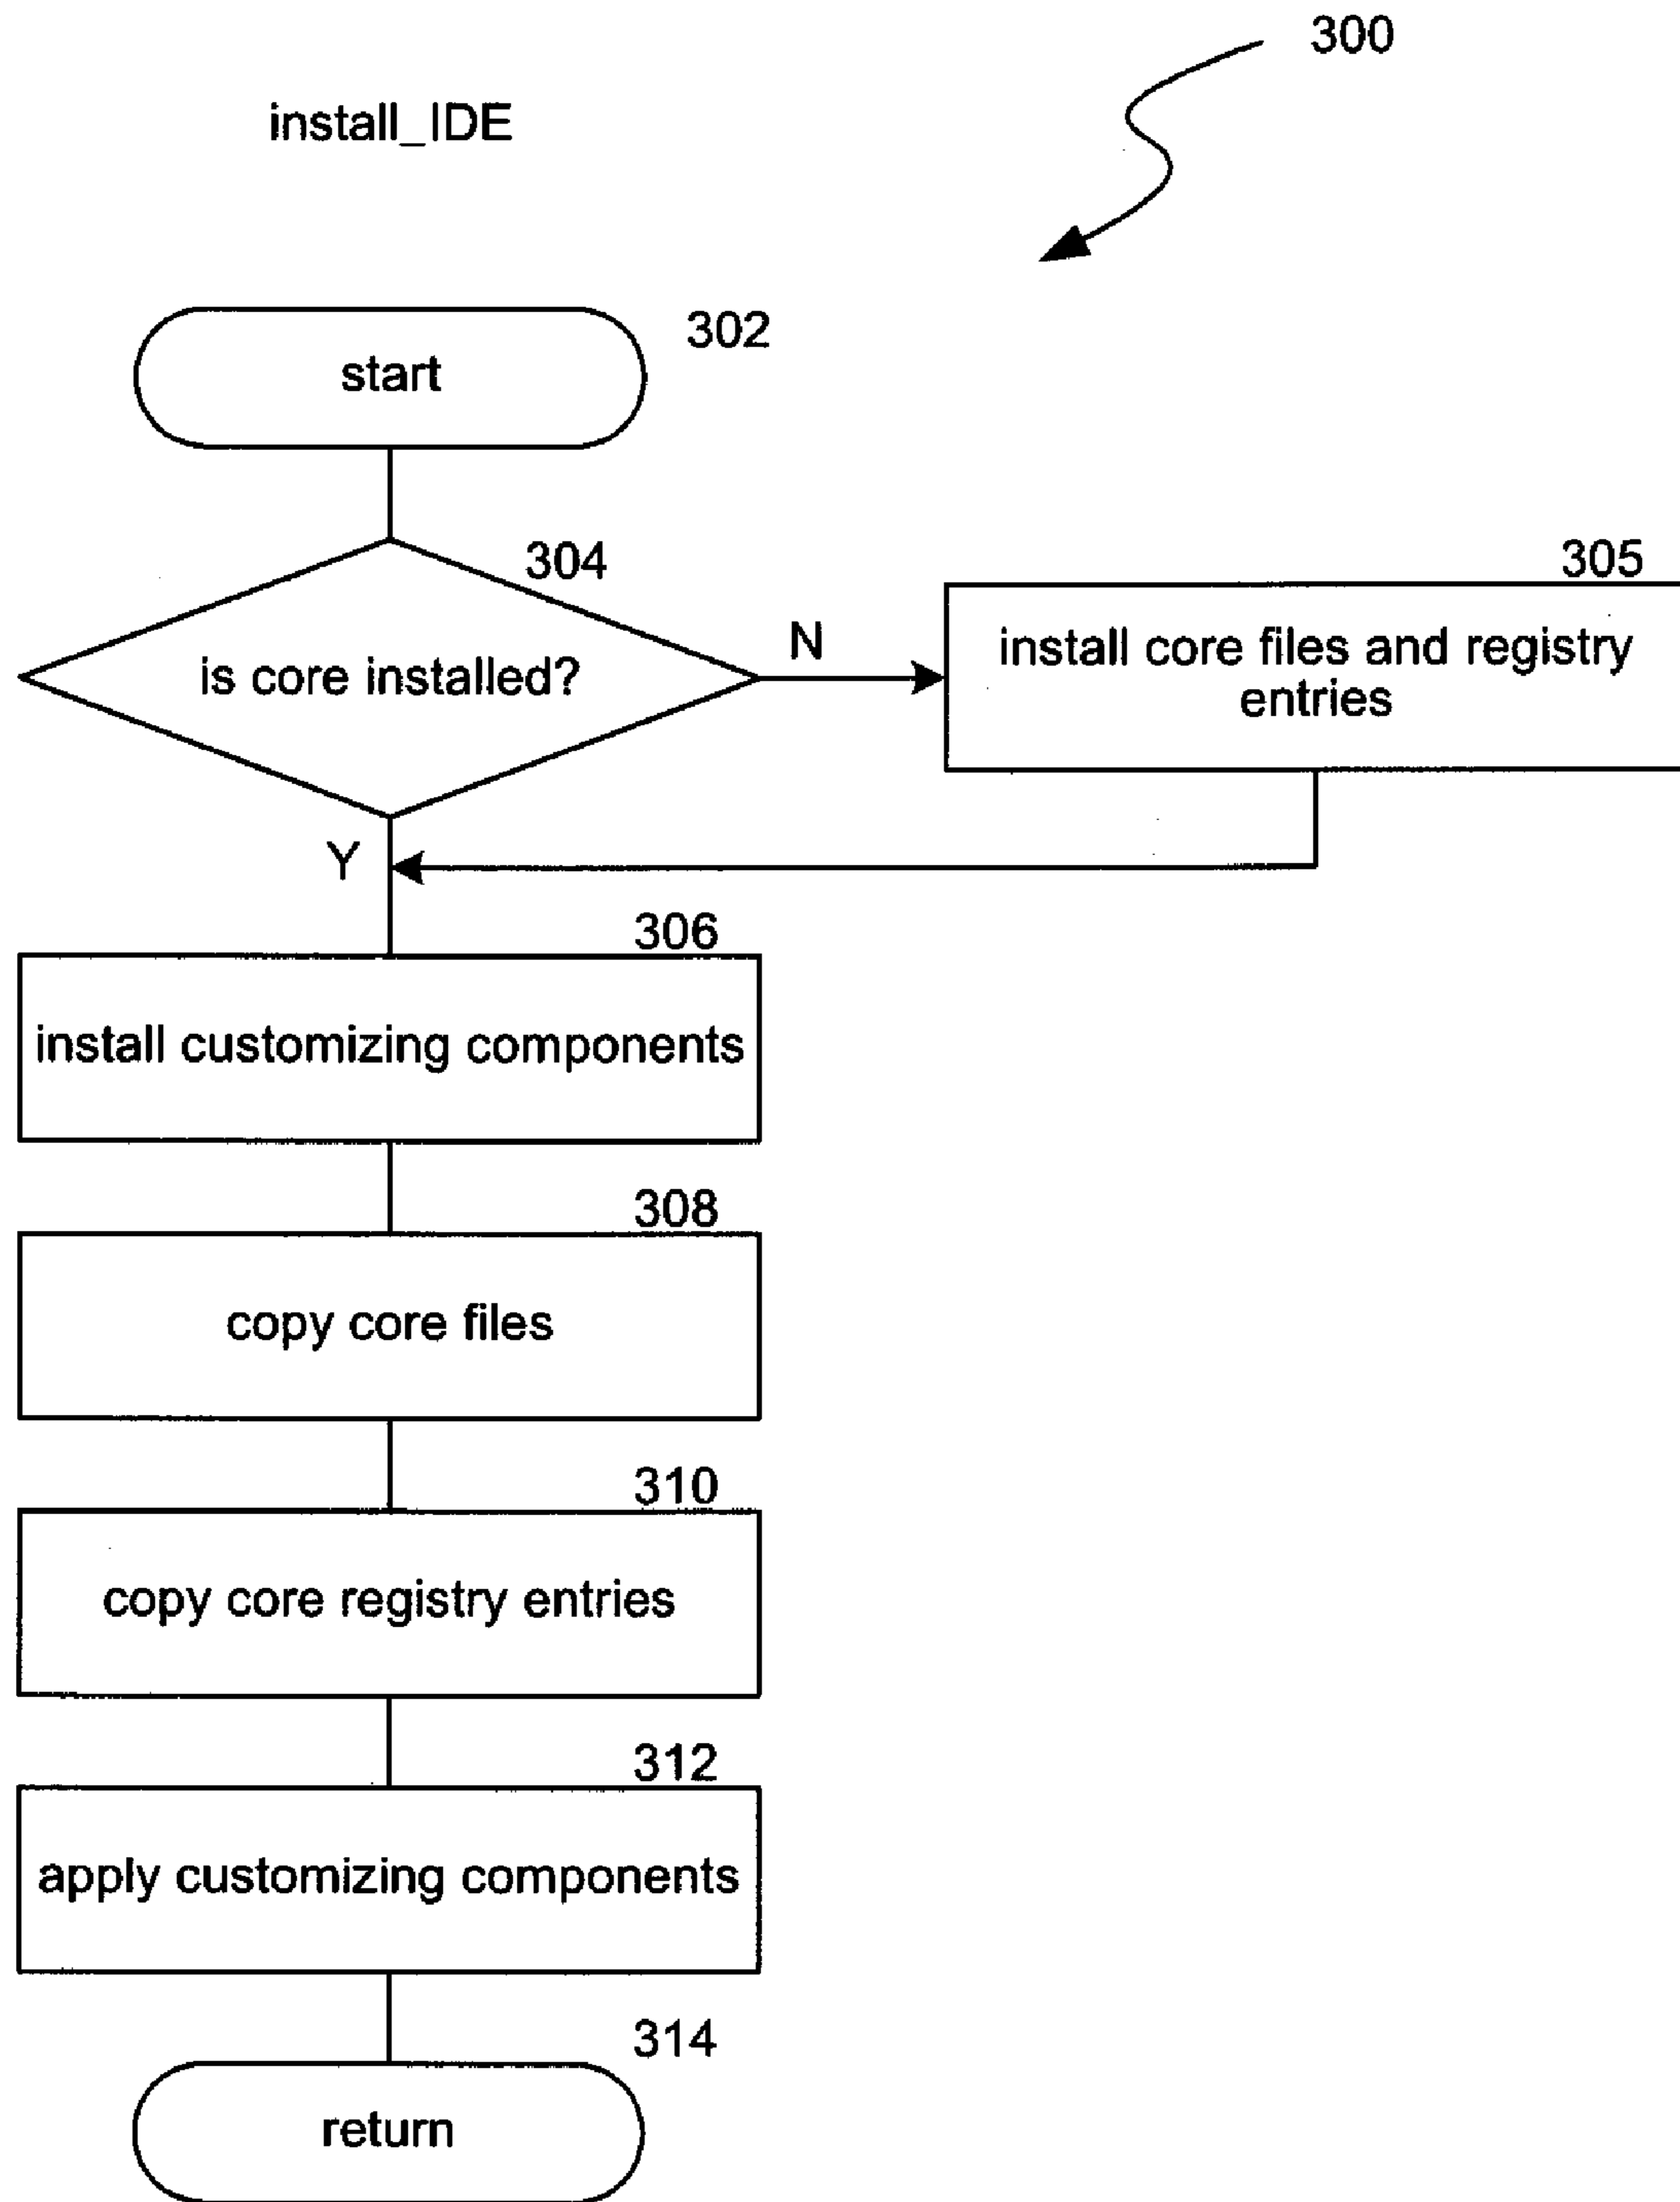 300
install_IDE
302
start
304
is core installed?
N
305
install core files and registry
entries
Y
306
install customizing components
308
copy core files
310
copy core registry entries
312
apply customizing components
314
return